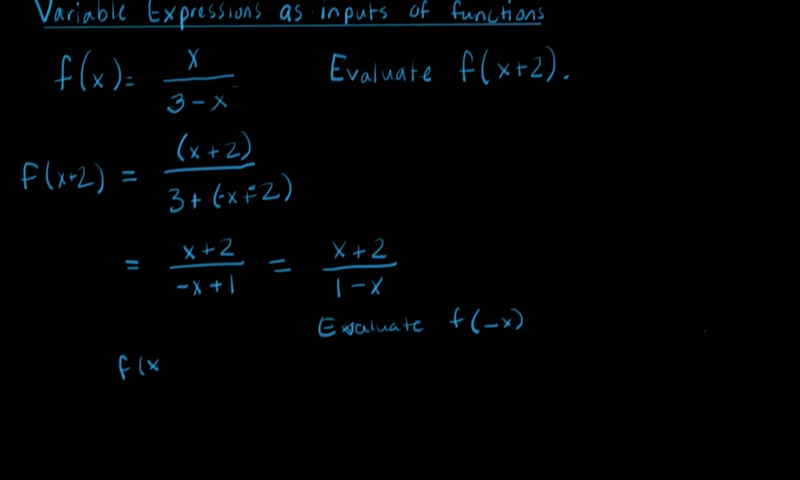 Variable Expressions as inputs of functions
f(x) = x / (3 - x) Evaluate f(x+2).
f(x+2) = (x+2) / (3 + (-x - 2))
= (x+2) / (-x+1) = (x+2) / (1-x)
Evaluate f(-x)
f(x